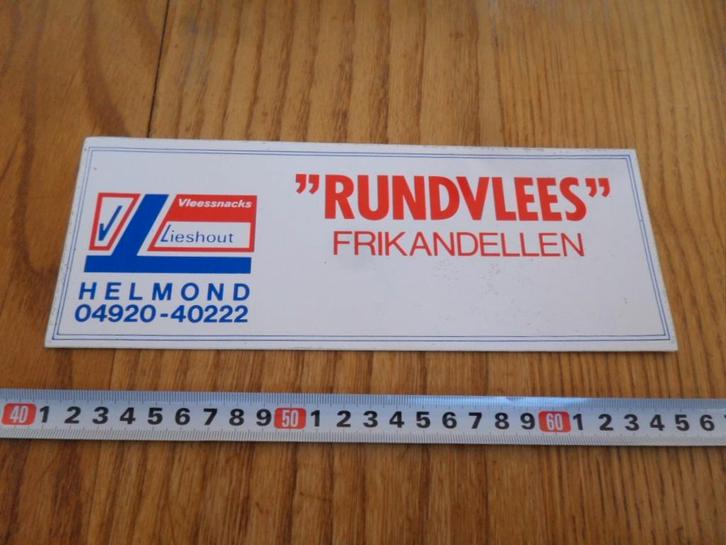 Vleessnacks
Lieshout
HELMOND
04920-40222
”RUNDVLEES”
FRIKANDELLEN
40 1 2 3 4 5 6 7 8 9 50 1 2 3 4 5 6 7 8 9 60 1 2 3 4 5 6